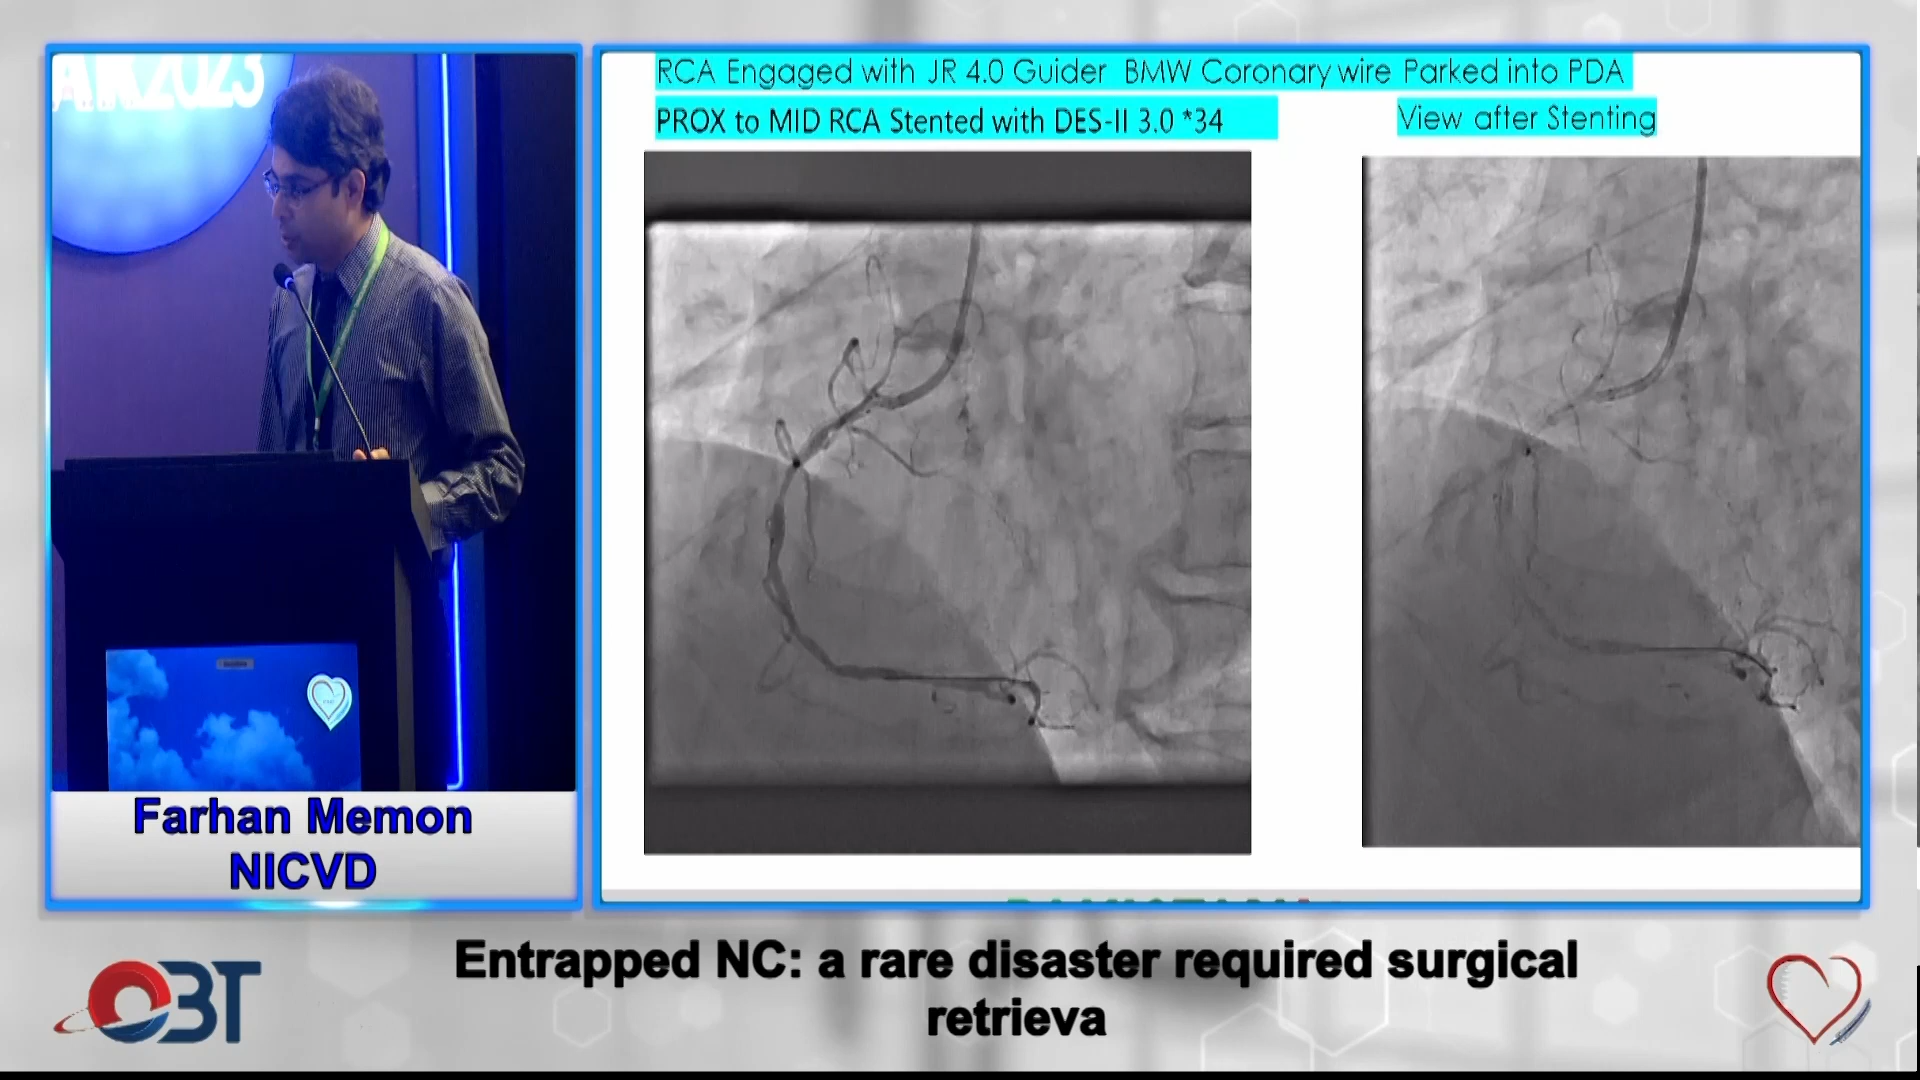 RCA Engaged with JR 4.0 Guider BMW Coronary wire Parked into PDA
PROX to MID RCA Stented with DES-II 3.0 *34
View after Stenting
Farhan Memon
NICVD
Entrapped NC: a rare disaster required surgical
retrieva
OBT